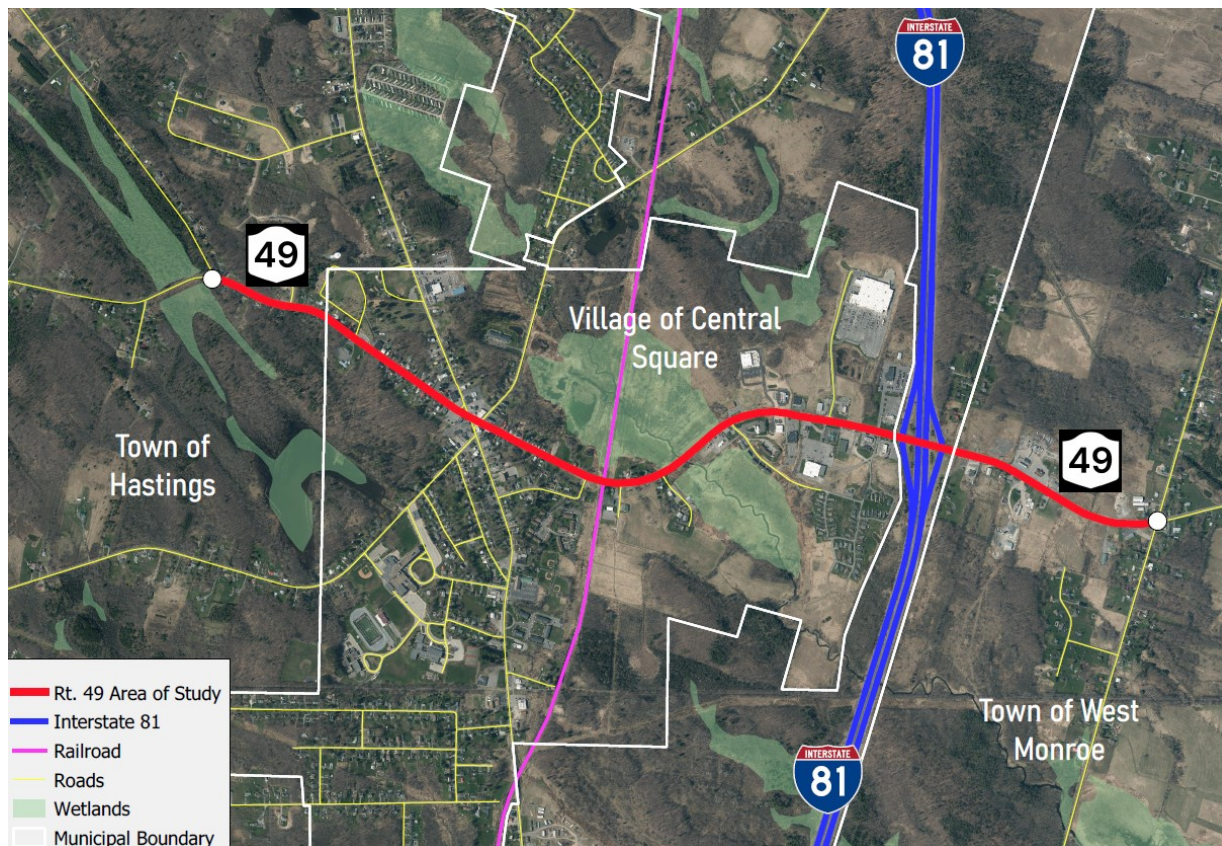 INTERSTATE
81
49
Village of Central
Square
Town of
Hastings
49
Town of West
Monroe
INTERSTATE
81
Rt. 49 Area of Study
Interstate 81
Railroad
Roads
Wetlands
Municipal Boundary